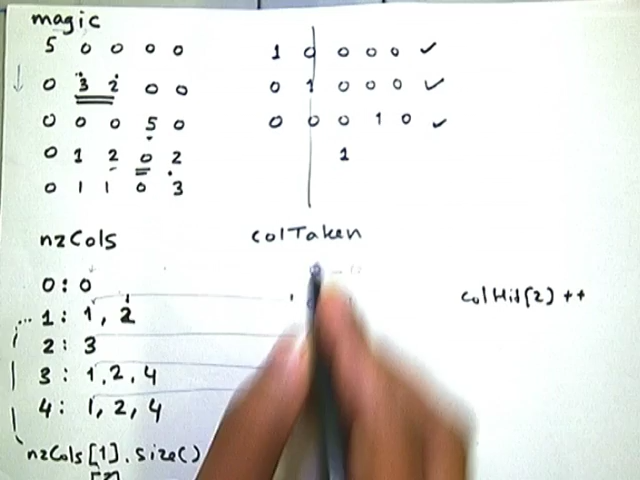 magic
5 0 0 0 0
0 3 2 0 0
0 0 0 5 0
0 1 2 0 2
0 1 1 0 3
1 0 0 0 0 ✓
0 1 0 0 0 ✓
0 0 0 1 0 ✓
1
nzCols
0: 0
1: 1, 2
2: 3
3: 1, 2, 4
4: 1, 2, 4
nzCols[1].size()
[2]
colTaken
colHid[2]++